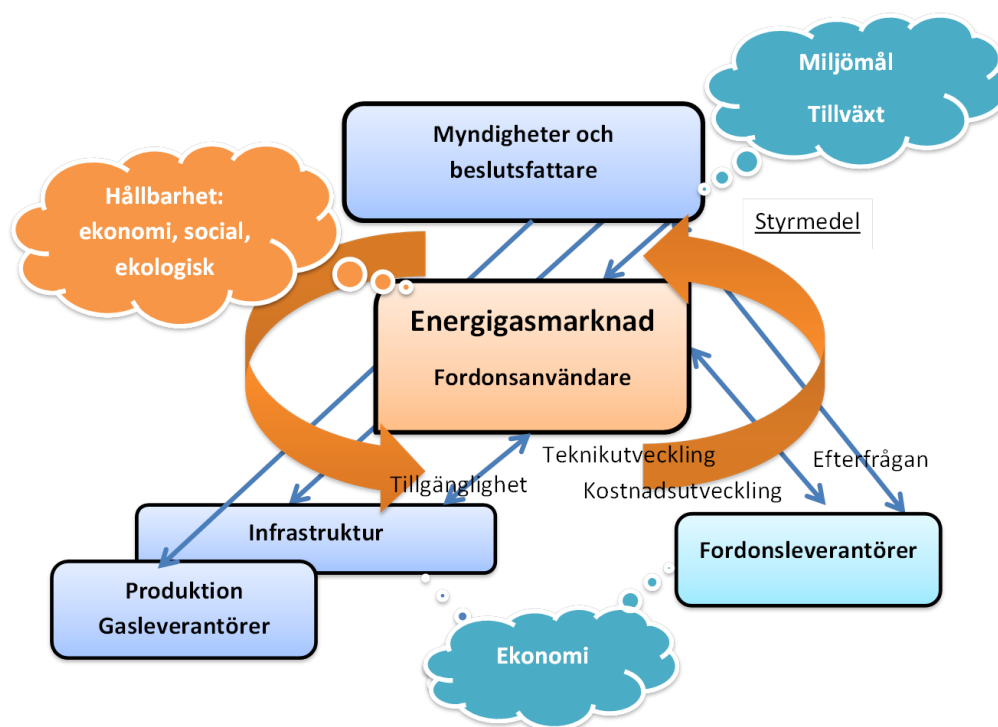 Miljömål
Tillväxt
Myndigheter och
beslutsfattare
Hållbarhet:
ekonomi, social,
ekologisk
Styrmedel
Energigasmarknad
Fordonsanvändare
Teknikutveckling
Efterfrågan
Tillgänglighet
Kostnadsutveckling
Infrastruktur
Fordonsleverantörer
Produktion
Gasleverantörer
Ekonomi